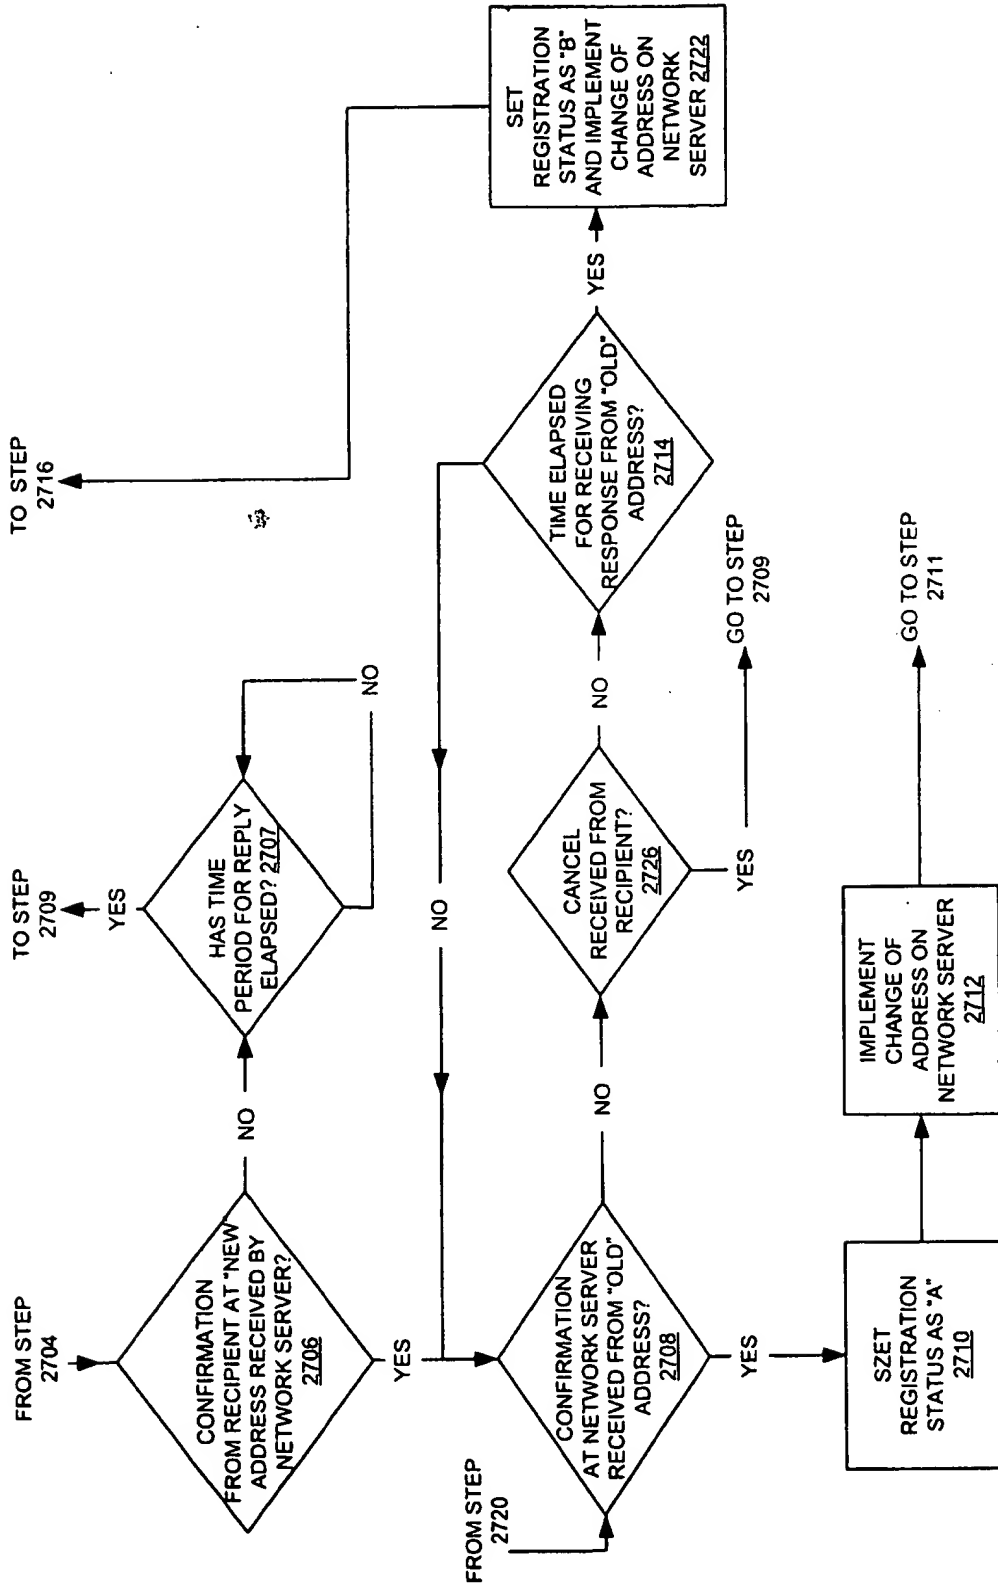 FROM STEP
2704
CONFIRMATION
FROM RECIPIENT AT "NEW
ADDRESS RECEIVED BY
NETWORK SERVER?
2706
NO
HAS TIME
PERIOD FOR REPLY
ELAPSED? 2707
YES
TO STEP
2709
NO
TO STEP
2716
YES
NO
FROM STEP
2720
CONFIRMATION
AT NETWORK SERVER
RECEIVED FROM "OLD"
ADDRESS?
2708
NO
CANCEL
RECEIVED FROM
RECIPIENT?
2726
NO
TIME ELAPSED
FOR RECEIVING
RESPONSE FROM "OLD"
ADDRESS?
2714
YES
SET
REGISTRATION
STATUS AS "B"
AND IMPLEMENT
CHANGE OF
ADDRESS ON
NETWORK
SERVER 2722
YES
GO TO STEP
2709
YES
SZET
REGISTRATION
STATUS AS "A"
2710
IMPLEMENT
CHANGE OF
ADDRESS ON
NETWORK SERVER
2712
GO TO STEP
2711